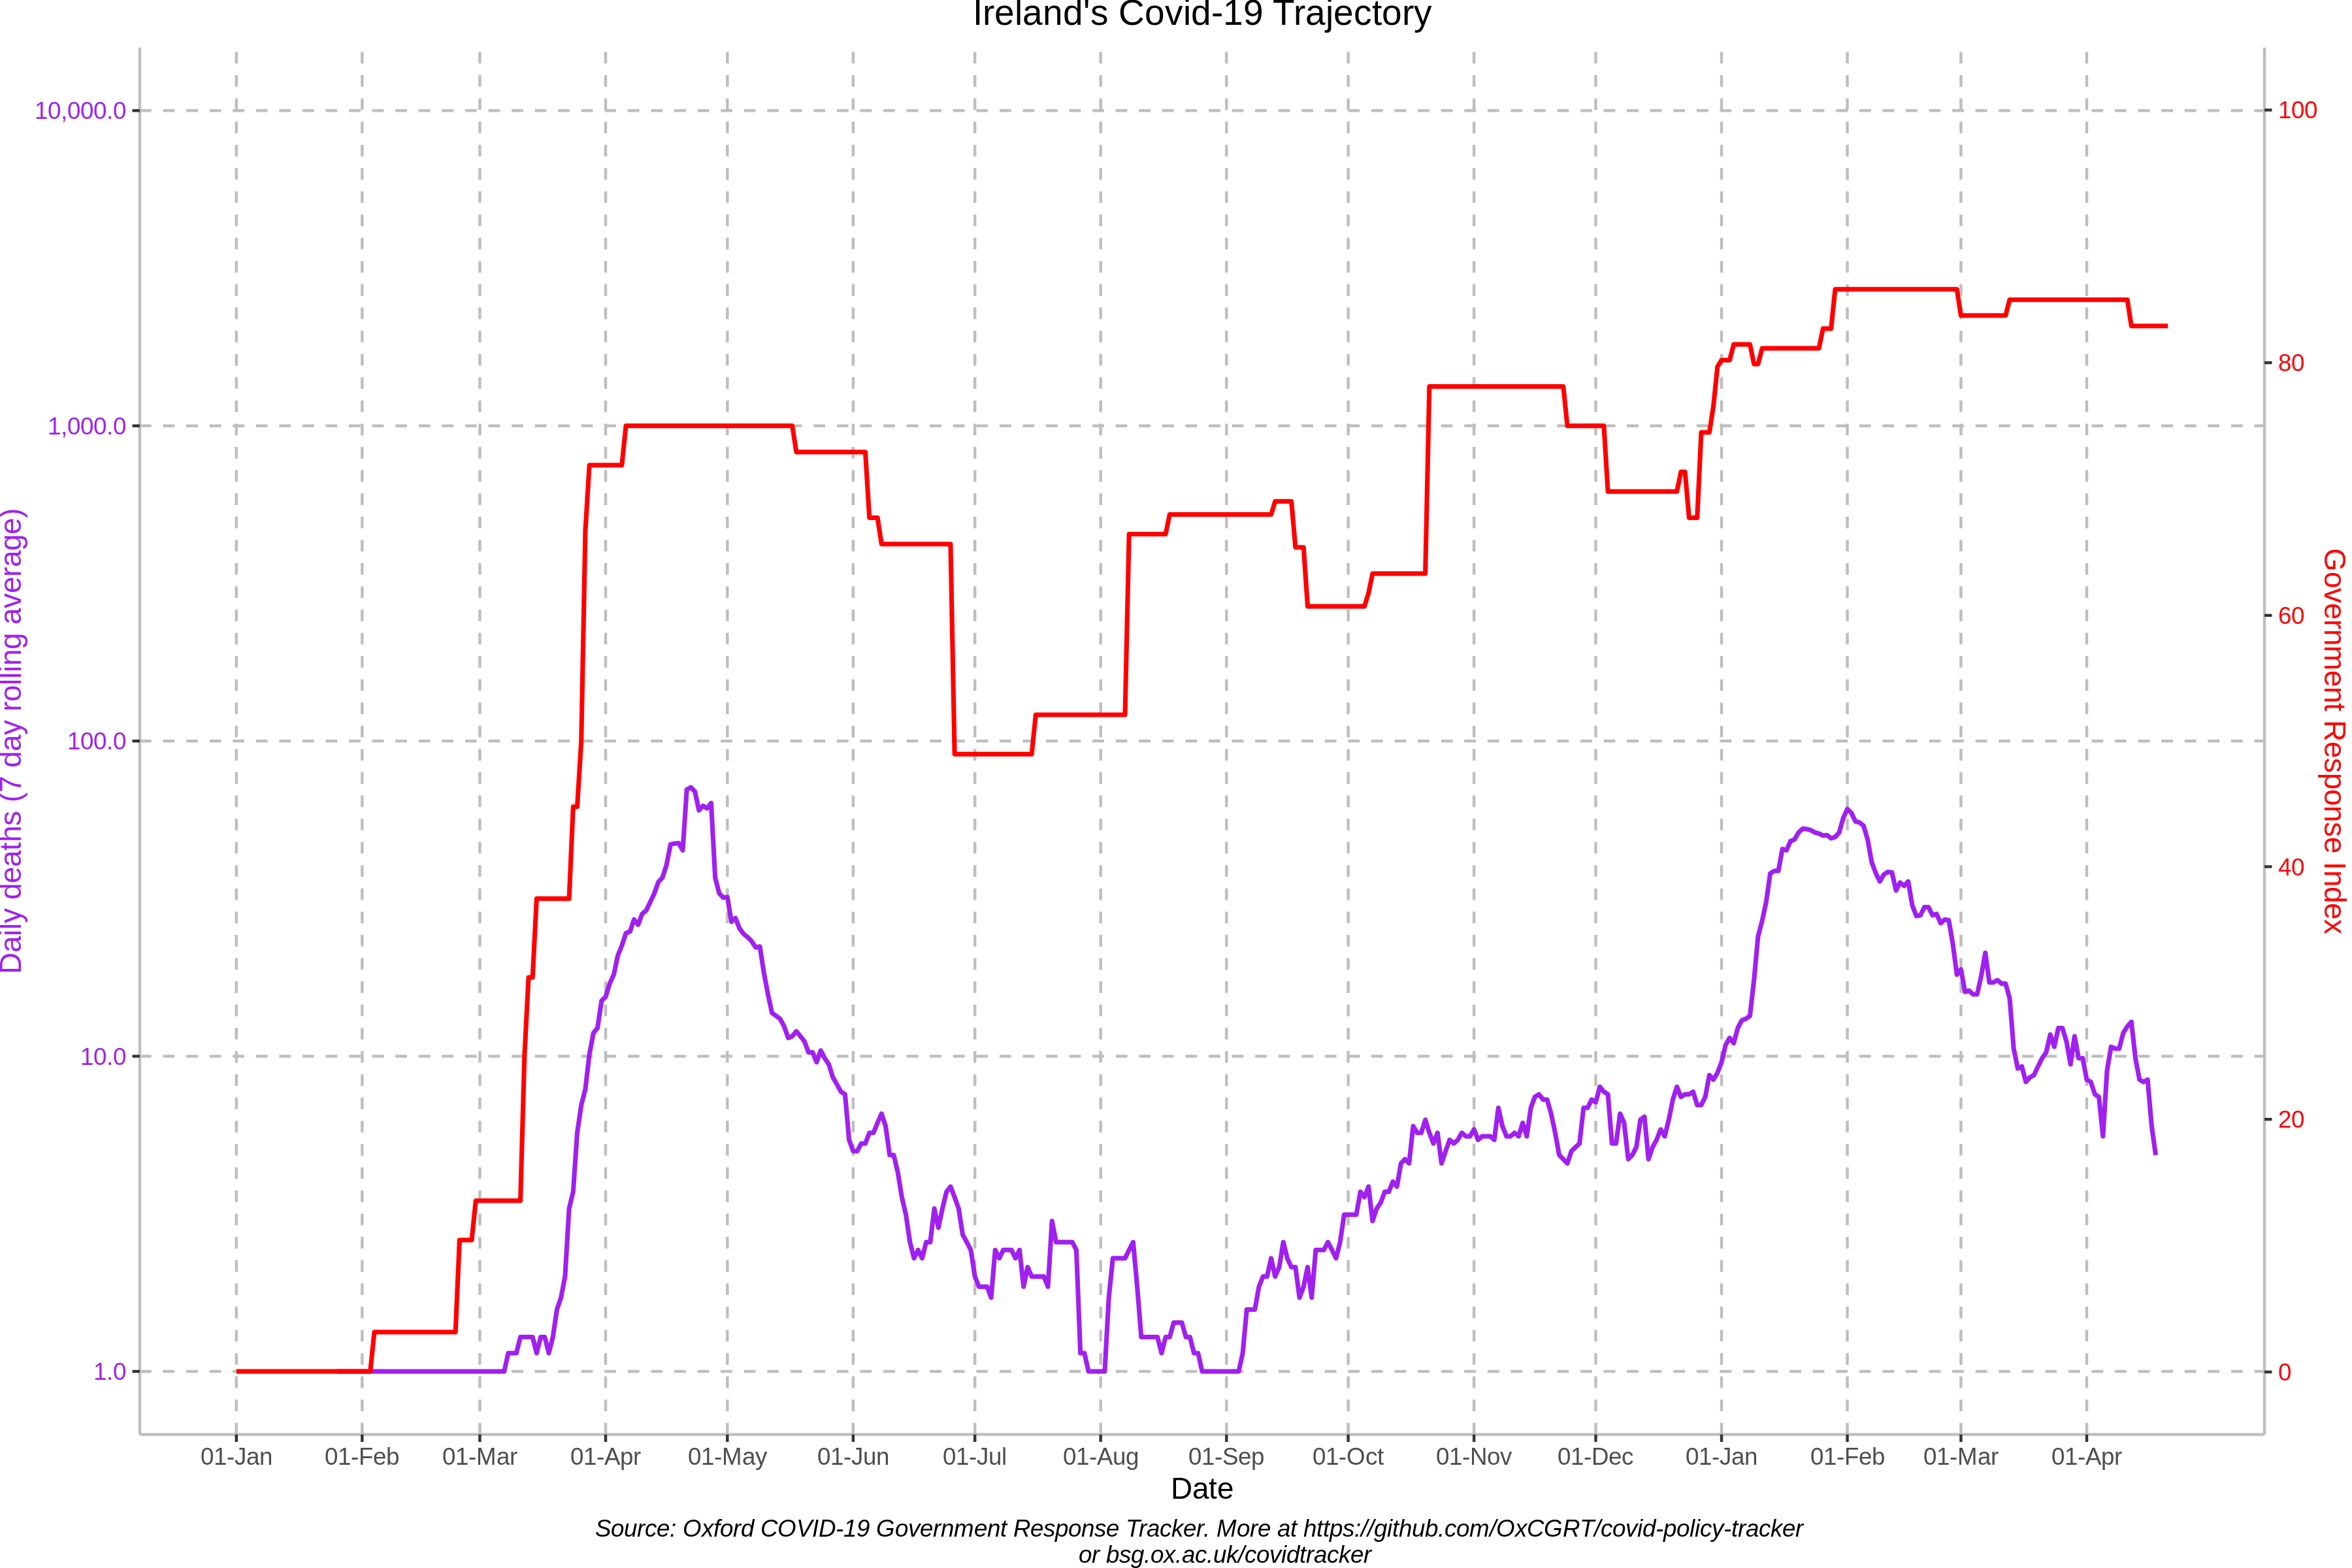 Ireland's Covid-19 Trajectory
10,000.0
1,000.0
100.0
10.0
1.0
Daily deaths (7 day rolling average)
100
80
60
40
20
0
Government Response Index
01-Jan 01-Feb 01-Mar 01-Apr 01-May 01-Jun 01-Jul 01-Aug 01-Sep 01-Oct 01-Nov 01-Dec 01-Jan 01-Feb 01-Mar 01-Apr
Date
Source: Oxford COVID-19 Government Response Tracker. More at https://github.com/OxCGRT/covid-policy-tracker
or bsg.ox.ac.uk/covidtracker